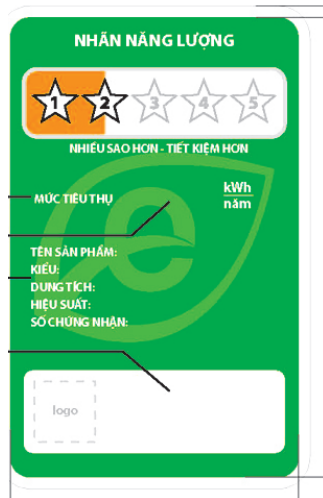 NHÃN NĂNG LƯỢNG
1 2 3 4 5
NHIỀU SAO HƠN - TIẾT KIỆM HƠN
MỨC TIÊU THỤ
kWh
năm
TÊN SẢN PHẨM:
KIỂU:
DUNG TÍCH:
HIỆU SUẤT:
SỐ CHỨNG NHẬN:
logo